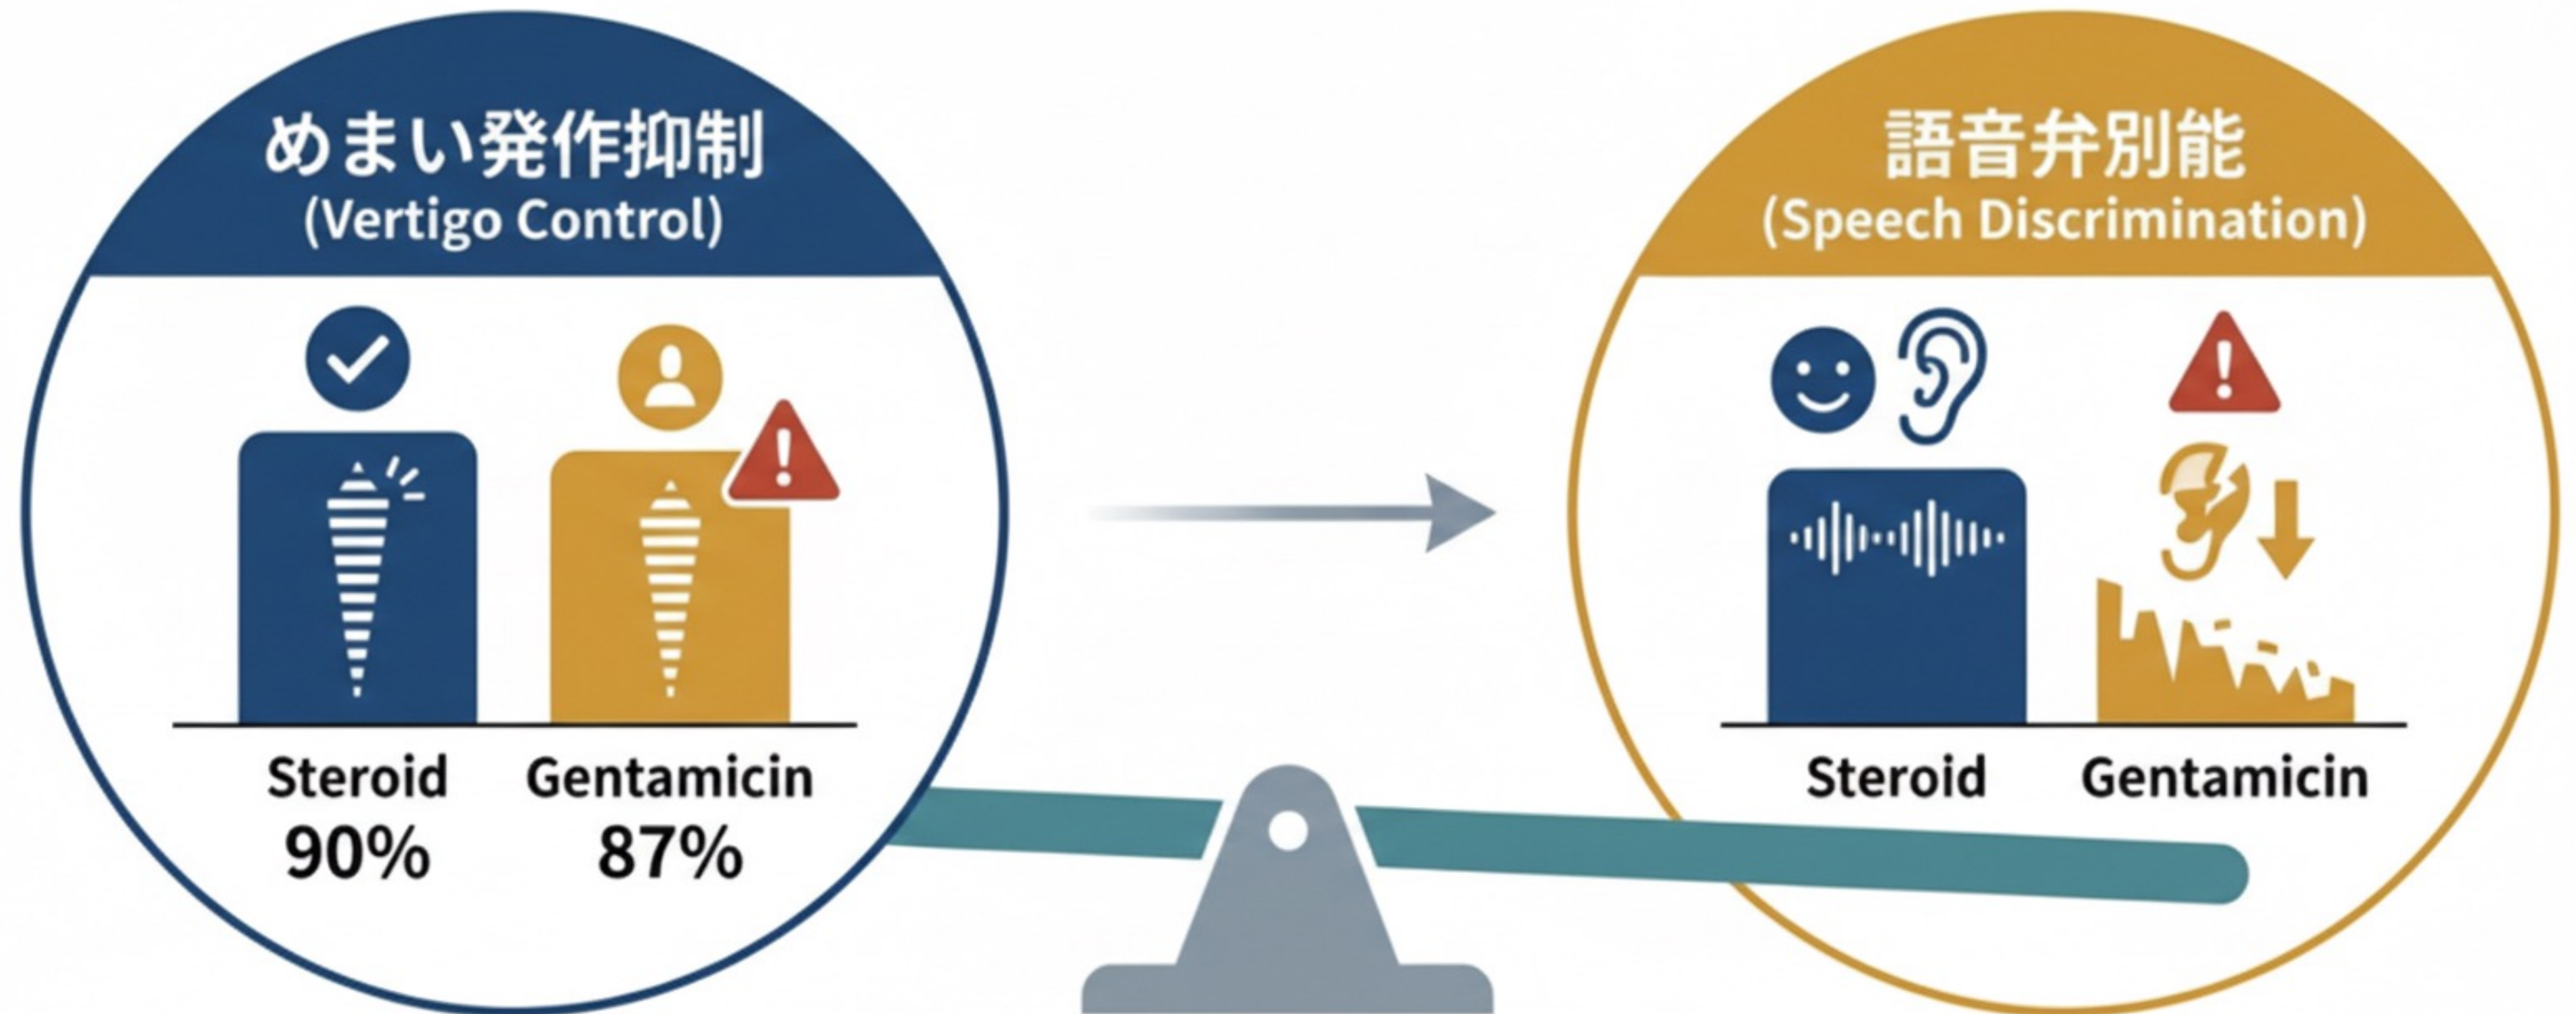 めまい発作抑制
(Vertigo Control)
Steroid
90%
Gentamicin
87%
語音弁別能
(Speech Discrimination)
Steroid
Gentamicin